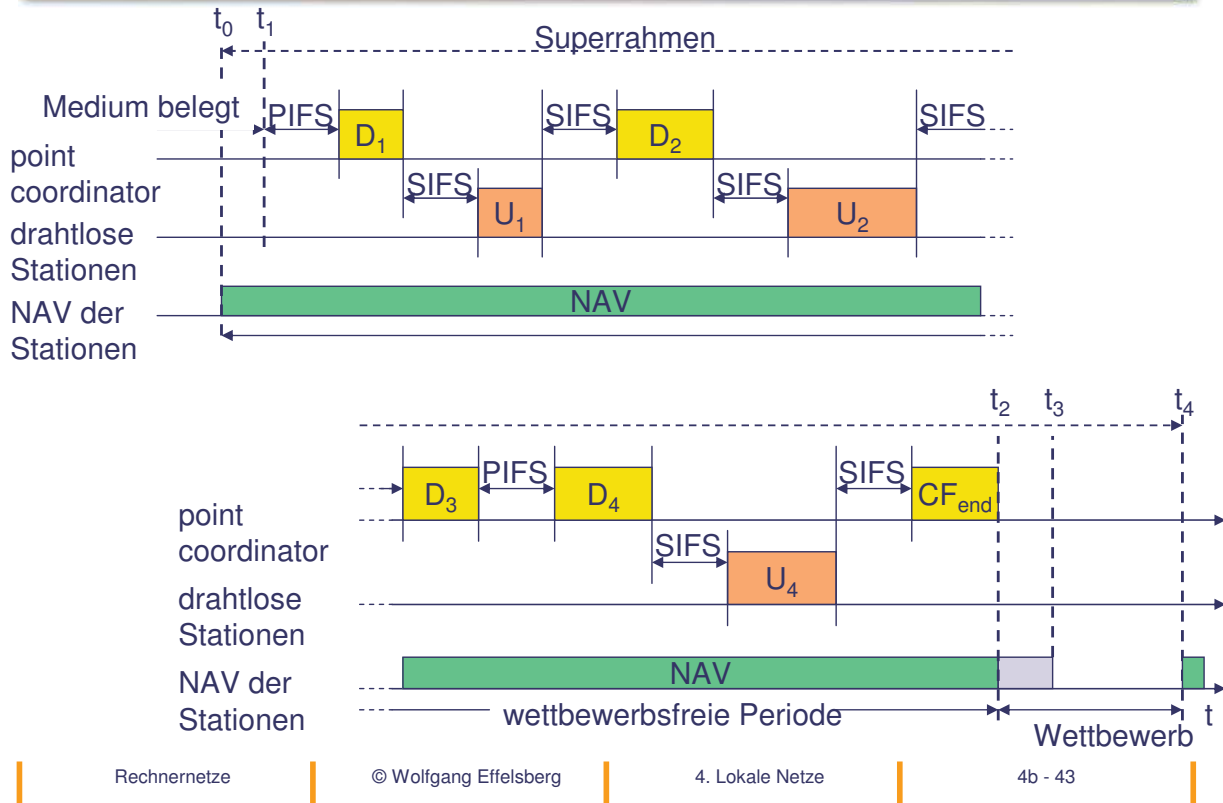 t0 t1
Superrahmen
Medium belegt
PIFS
SIFS
SIFS
D1
D2
point
coordinator
SIFS
SIFS
U1
U2
drahtlose
Stationen
NAV
NAV der
Stationen
t2 t3 t4
PIFS
SIFS
D3
D4
CFend
point
coordinator
SIFS
U4
drahtlose
Stationen
NAV
NAV der
Stationen
wettbewerbsfreie Periode
t
Wettbewerb
Rechnernetze
© Wolfgang Effelsberg
4. Lokale Netze
4b - 43